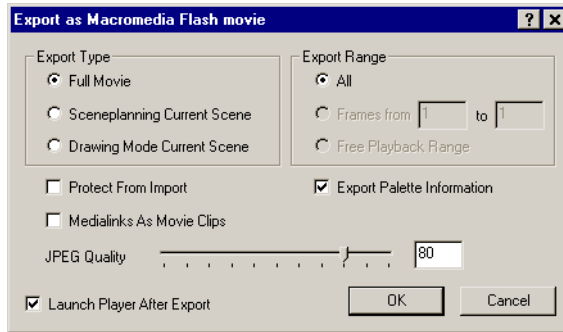 Export as Macromedia Flash movie
Export Type
Full Movie
Sceneplanning Current Scene
Drawing Mode Current Scene
Export Range
All
Frames from 1 to 1
Free Playback Range
Protect From Import
Export Palette Information
Medialinks As Movie Clips
JPEG Quality 80
Launch Player After Export
OK Cancel